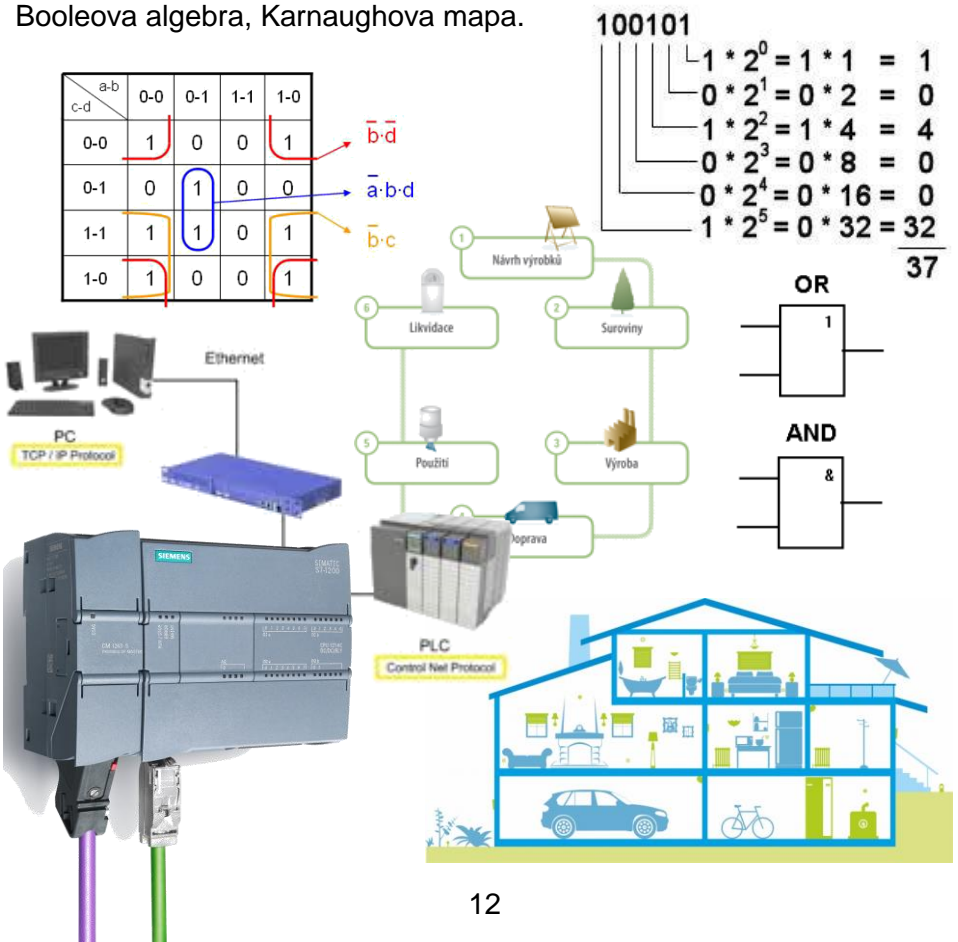 Booleova algebra, Karnaughova mapa.
a-b
c-d
0-0 0-1 1-1 1-0
0-0 1 0 0 1
0-1 0 1 0 0
1-1 1 1 0 1
1-0 1 0 0 1
b̅·d̅
a̅·b·d
b̅·c
100101
1 * 2⁰ = 1 * 1 = 1
0 * 2¹ = 0 * 2 = 0
1 * 2² = 1 * 4 = 4
0 * 2³ = 0 * 8 = 0
0 * 2⁴ = 0 * 16 = 0
1 * 2⁵ = 0 * 32 = 32
37
1
Návrh výrobků
6
Likvidace
2
Suroviny
5
Použití
3
Výroba
Doprava
OR
1
AND
&
Ethernet
PC
TCP / IP Protocol
SIEMENS
SIMATIC
S7-1200
PLC
Control Net Protocol
12